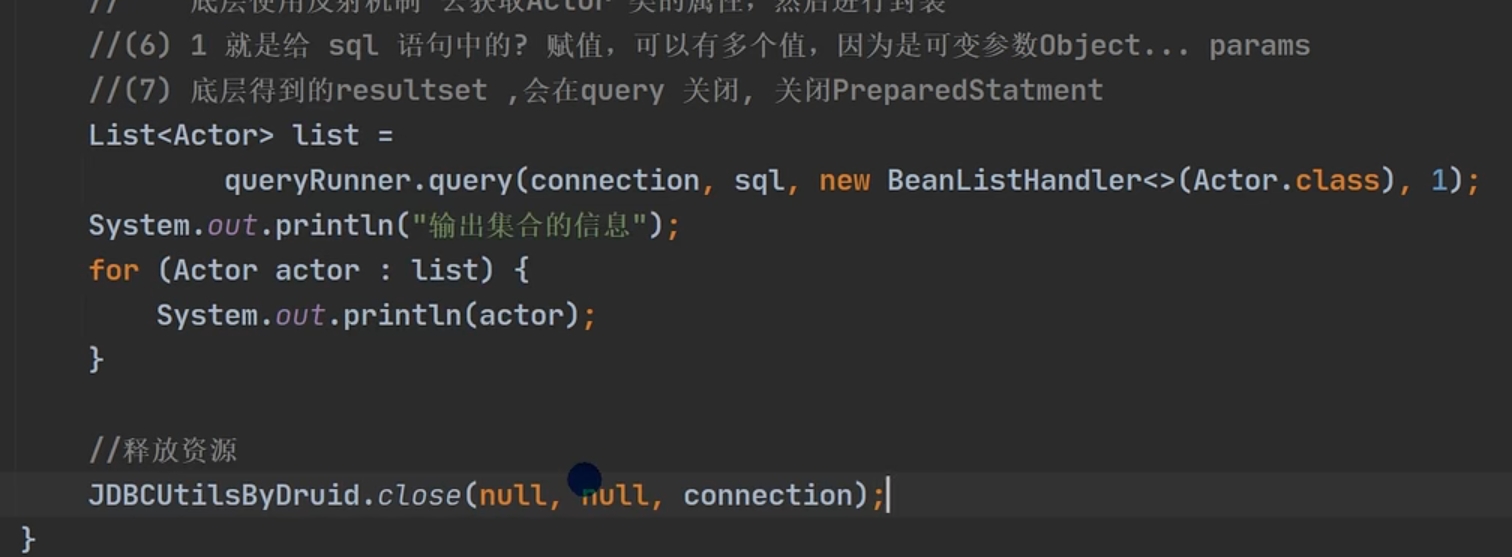 // 底层使用反射机制 去获取Actor 类的属性，然后进行封装
//(6) 1 就是给 sql 语句中的? 赋值，可以有多个值，因为是可变参数Object... params
//(7) 底层得到的resultset ,会在query 关闭, 关闭PreparedStatment
List<Actor> list =
queryRunner.query(connection, sql, new BeanListHandler<>(Actor.class), 1);
System.out.println("输出集合的信息");
for (Actor actor : list) {
System.out.println(actor);
}
//释放资源
JDBCUtilsByDruid.close(null, null, connection);
}